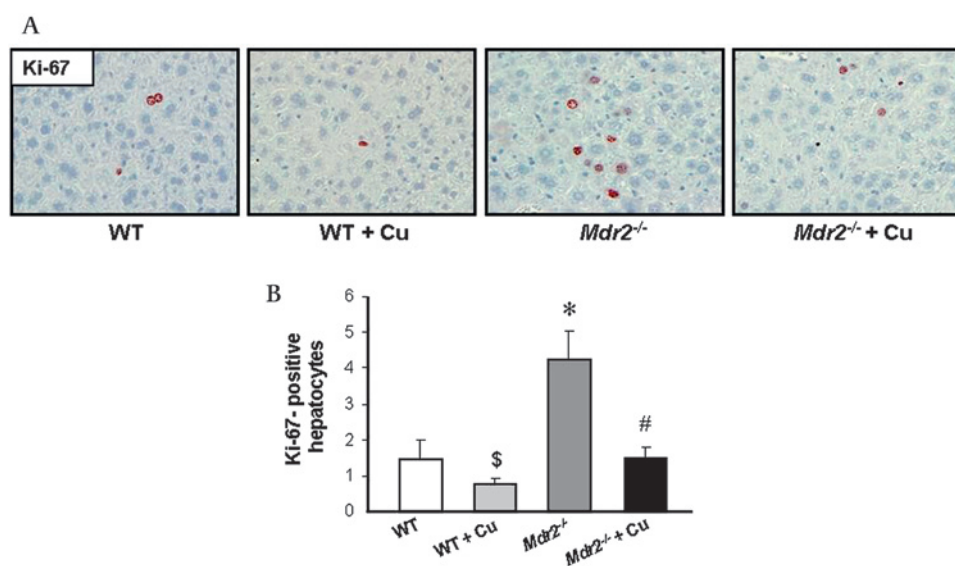 A
Ki-67
WT
WT + Cu
Mdr2-/-
Mdr2-/- + Cu
B
Ki-67- positive
hepatocytes
6
5
4
3
2
1
0
$
*
#
WT
WT + Cu
Mdr2-/-
Mdr2-/- + Cu